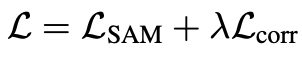 ℒ = ℒ_SAM + λℒ_corr